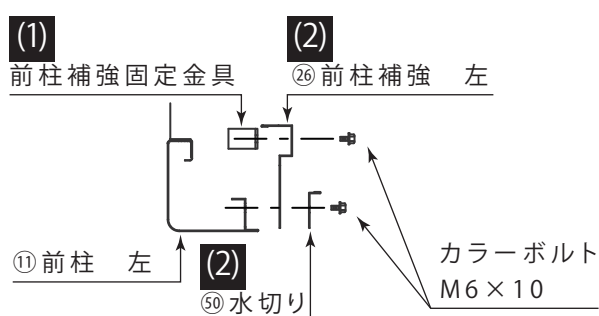 (1)
前柱補強固定金具
(2)
㉖前柱補強 左
⑪前柱 左
(2)
㊿水切り
カラーボルト
M6×10